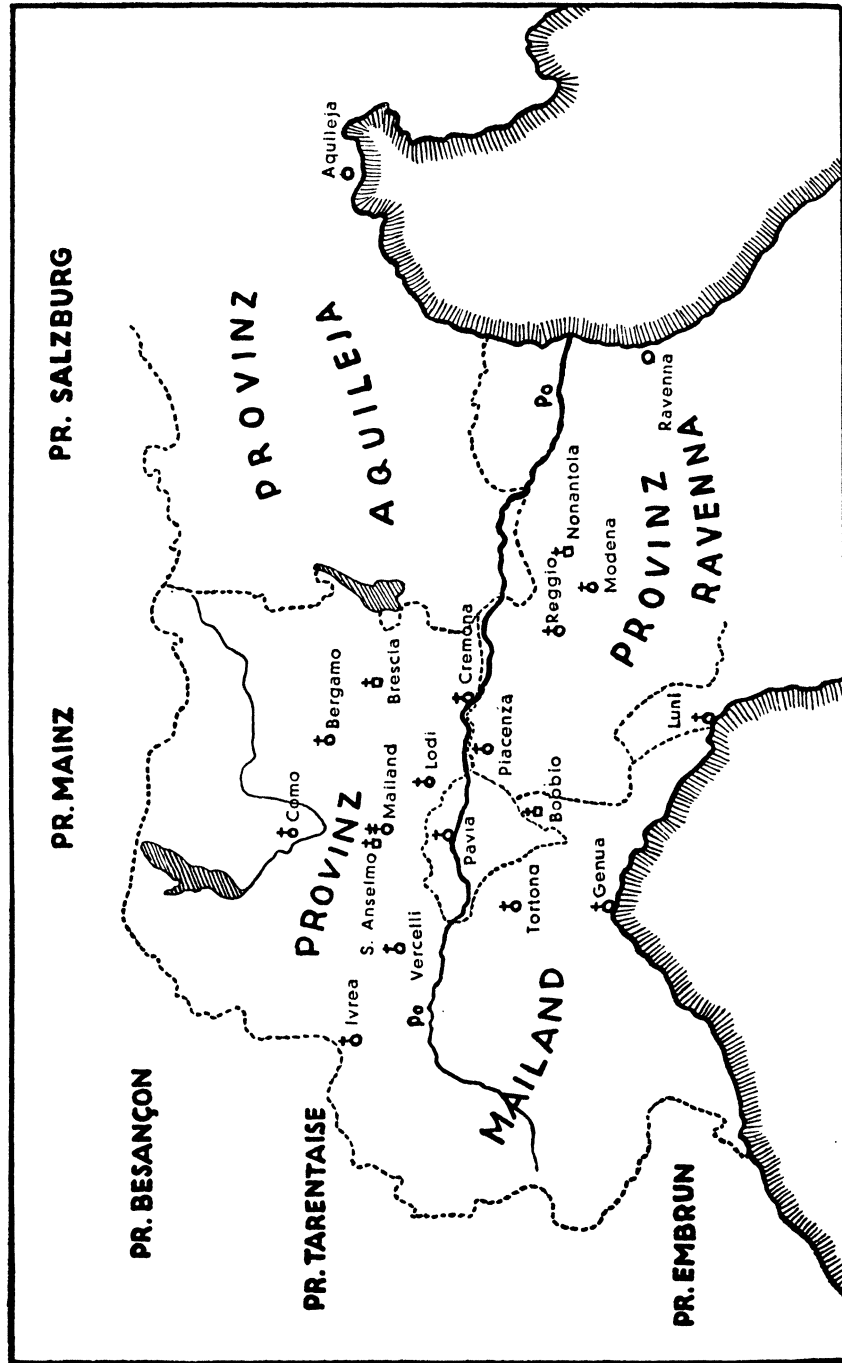 PR. BESANÇON
PR. MAINZ
PR. SALZBURG
PR. TARENTAISE
PR. EMBRUN
PROVINZ
MAILAND
PROVINZ
AQUILEJA
PROVINZ
RAVENNA
Aquileja
Como
Bergamo
Ivrea
S. Anselmo
Mailand
Brescia
Vercelli
Lodi
Po
Pavia
Cremona
Piacenza
Po
Tortona
Bobbio
Reggio
Nonantola
Modena
Genua
Luni
Ravenna